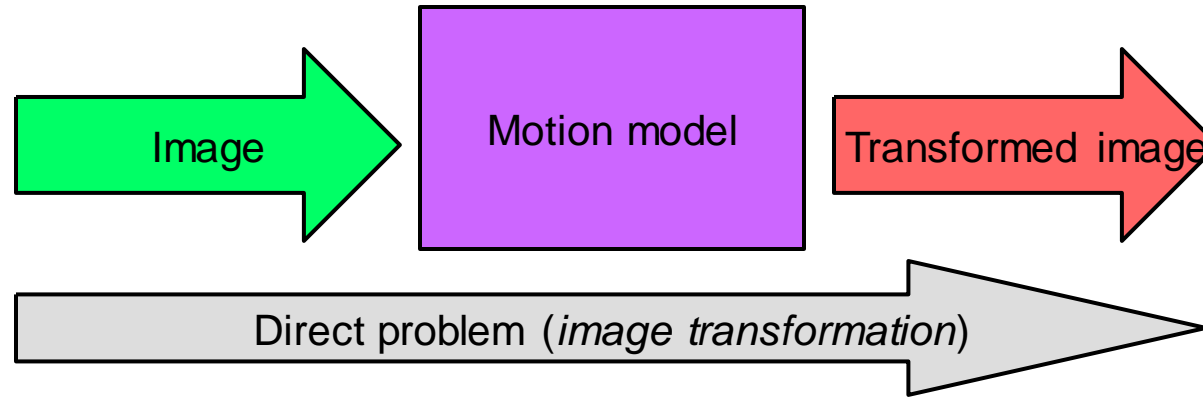 Image
Motion model
Transformed image
Direct problem (image transformation)